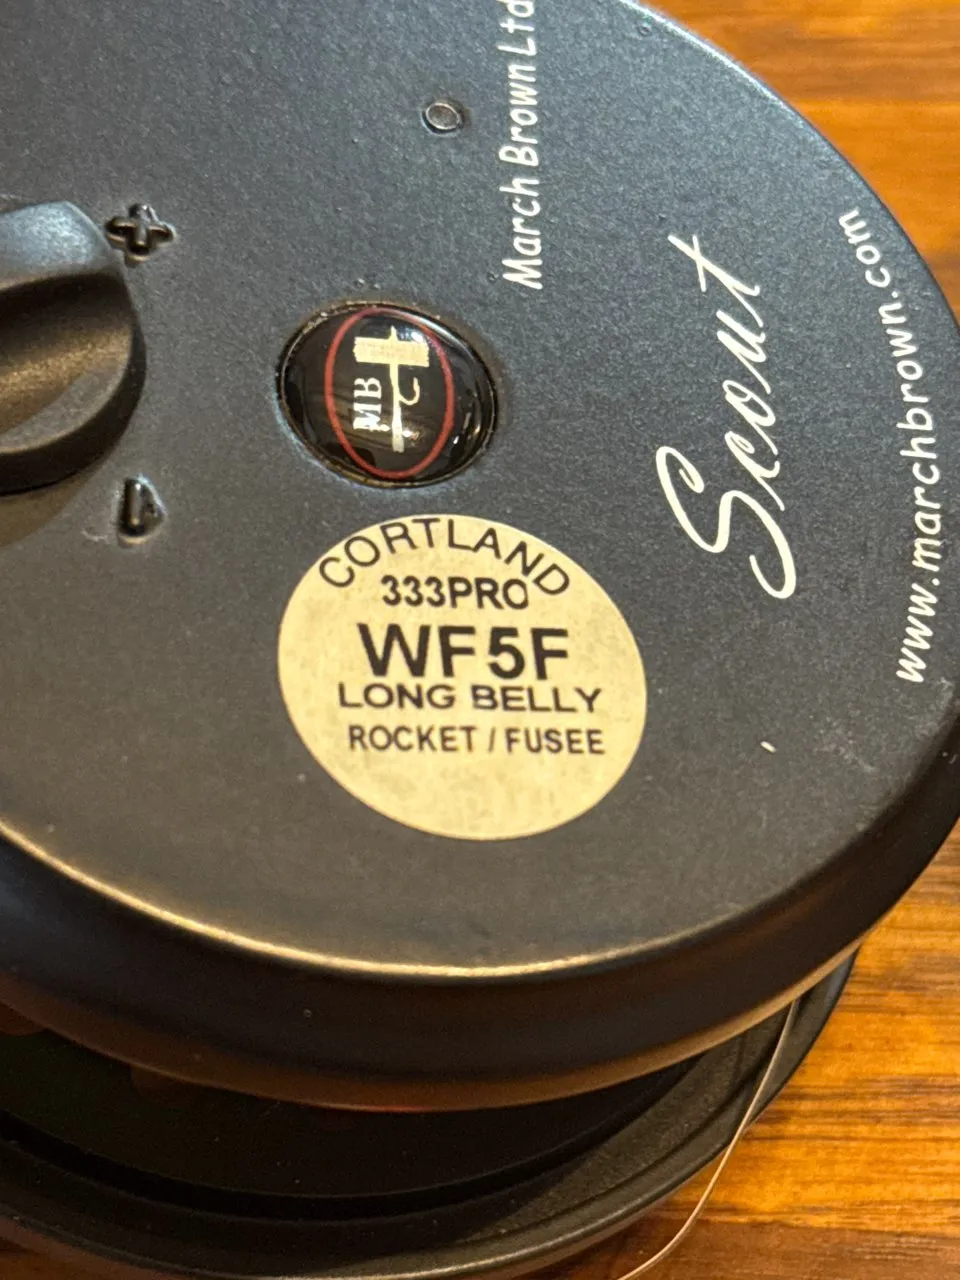 March Brown Ltd
Scout
www.marchbrown.com
MB
CORTLAND
333PRO
WF5F
LONG BELLY
ROCKET / FUSEE